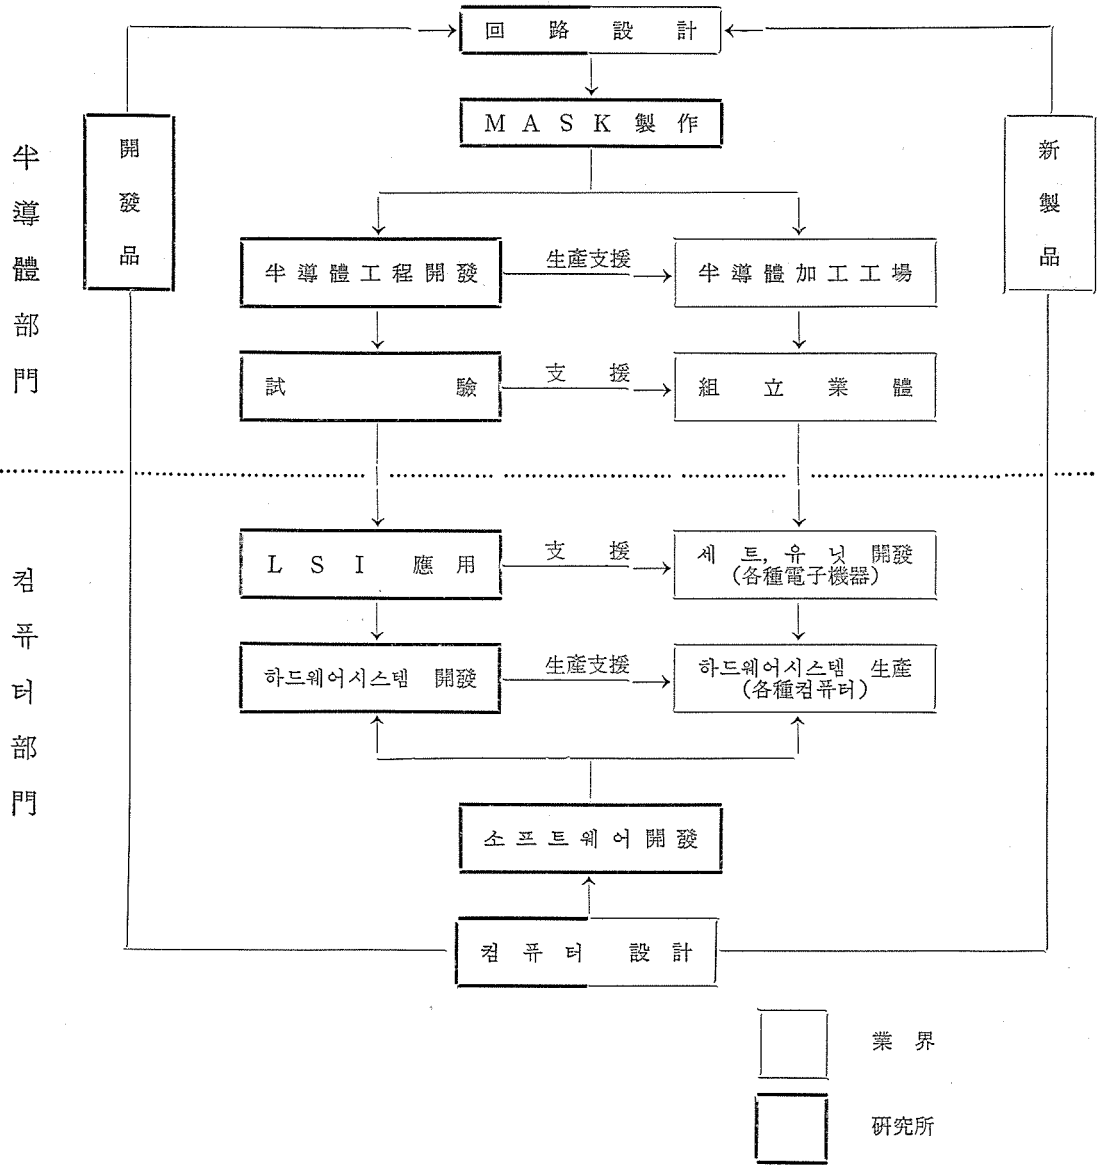 回路設計
MASK製作
半導體部門
開發品
新製品
半導體工程開發
生產支援
半導體加工工場
試驗
支援
組立業體
컴퓨터部門
LSI 應用
支援
세트, 유닛 開發
(各種電子機器)
하드웨어시스템 開發
生產支援
하드웨어시스템 生產
(各種컴퓨터)
소프트웨어開發
컴퓨터 設計
業界
硏究所